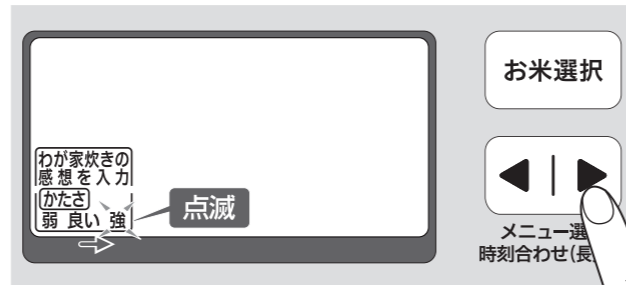 わが家炊きの
感想を入力
かたさ
弱 良い 強
点滅
お米選択
メニュー選
時刻合わせ(長